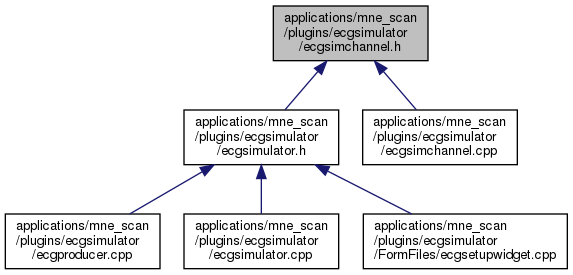 applications/mne_scan
/plugins/ecgsimulator
/ecgsimchannel.h
applications/mne_scan
/plugins/ecgsimulator
/ecgsimulator.h
applications/mne_scan
/plugins/ecgsimulator
/ecgsimchannel.cpp
applications/mne_scan
/plugins/ecgsimulator
/ecgproducer.cpp
applications/mne_scan
/plugins/ecgsimulator
/ecgsimulator.cpp
applications/mne_scan
/plugins/ecgsimulator
/FormFiles/ecgsetupwidget.cpp